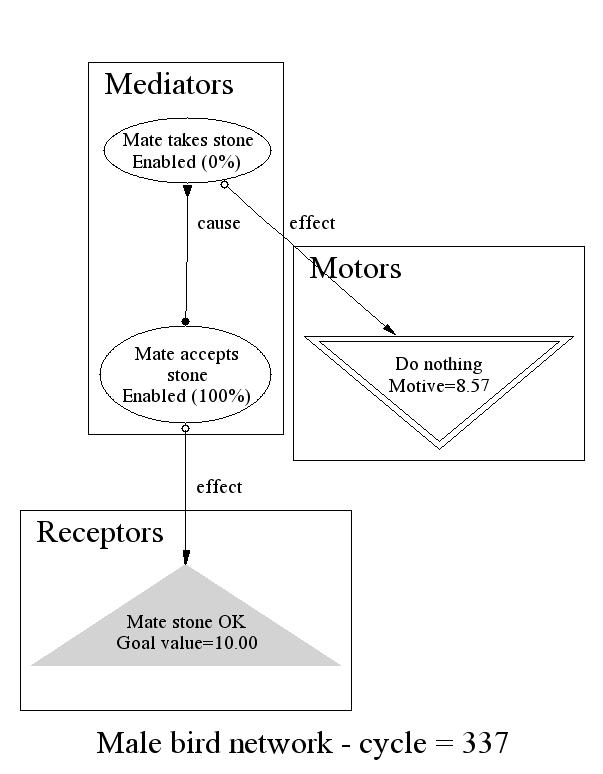 Mediators
Mate takes stone
Enabled (0%)
cause
effect
Motors
Do nothing
Motive=8.57
Mate accepts
stone
Enabled (100%)
effect
Receptors
Mate stone OK
Goal value=10.00
Male bird network - cycle = 337